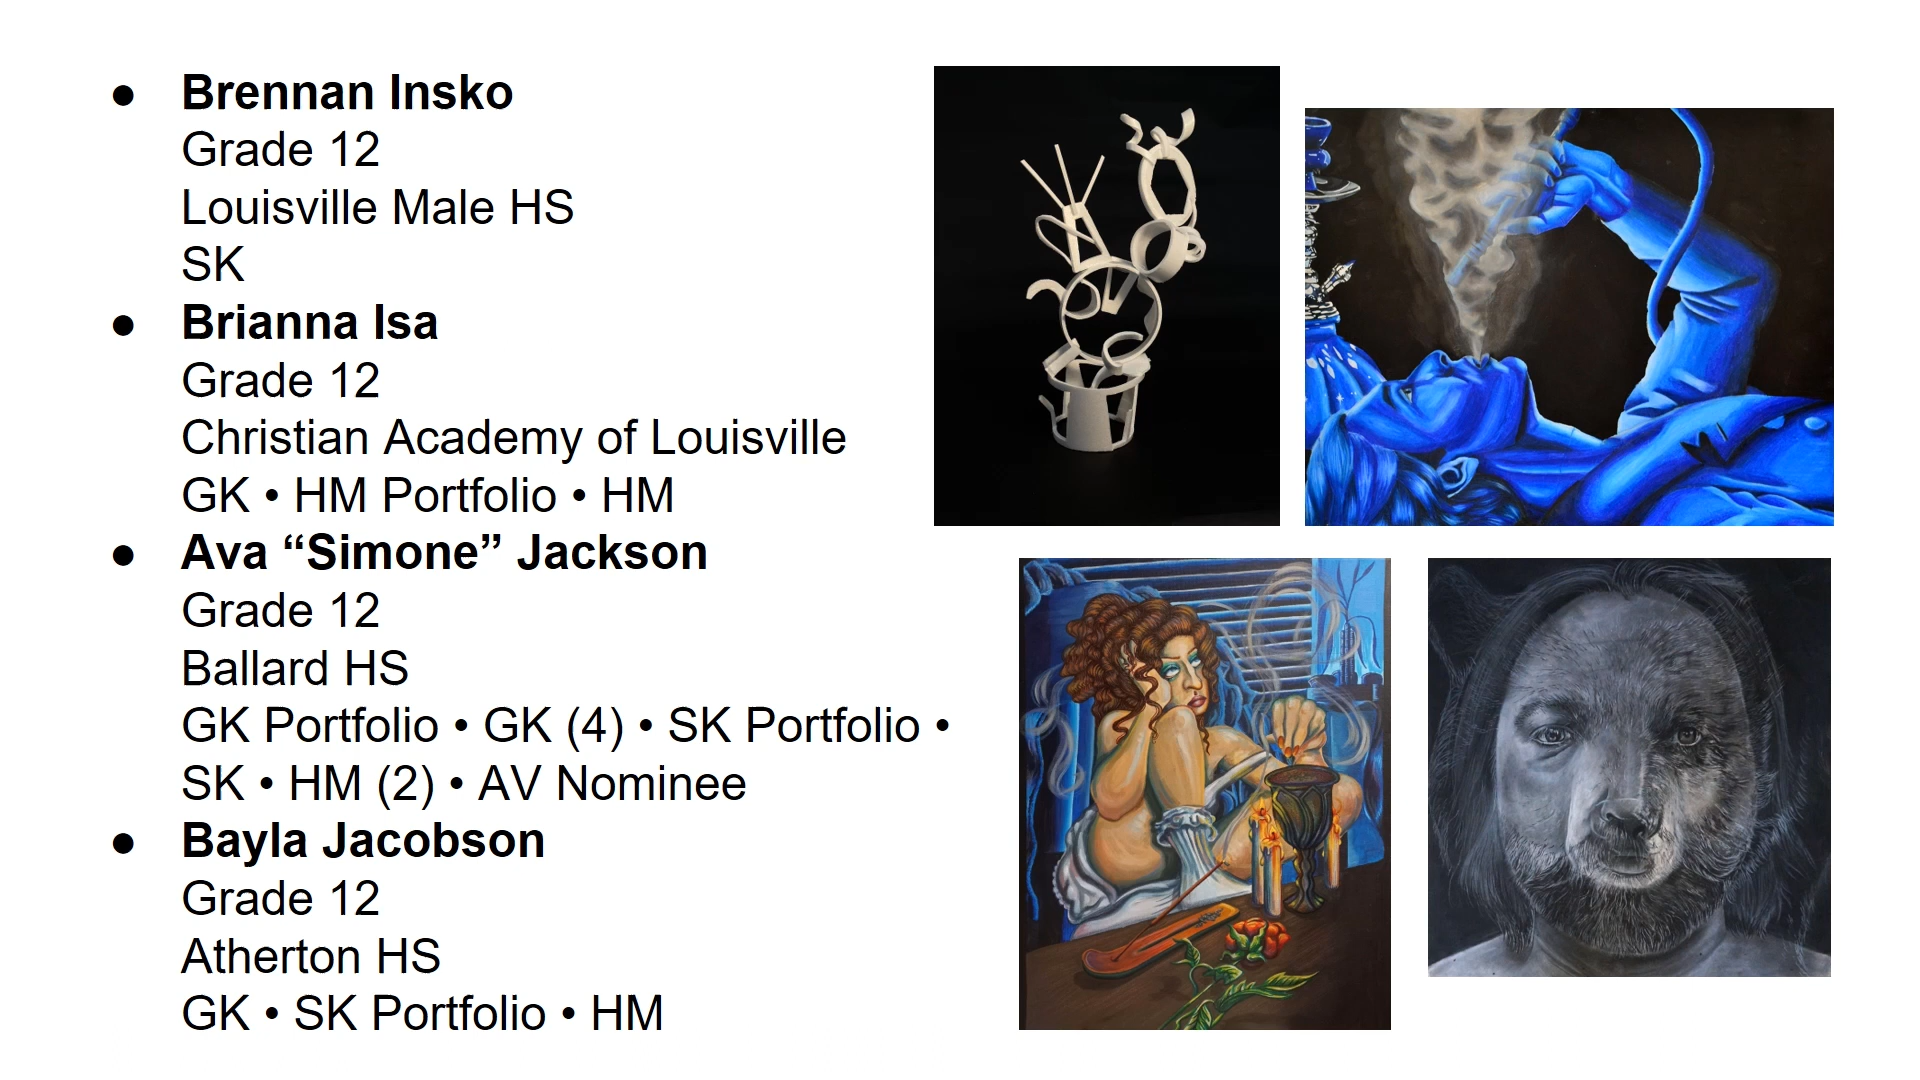 ● Brennan Insko
Grade 12
Louisville Male HS
SK
● Brianna Isa
Grade 12
Christian Academy of Louisville
GK • HM Portfolio • HM
● Ava “Simone” Jackson
Grade 12
Ballard HS
GK Portfolio • GK (4) • SK Portfolio •
SK • HM (2) • AV Nominee
● Bayla Jacobson
Grade 12
Atherton HS
GK • SK Portfolio • HM